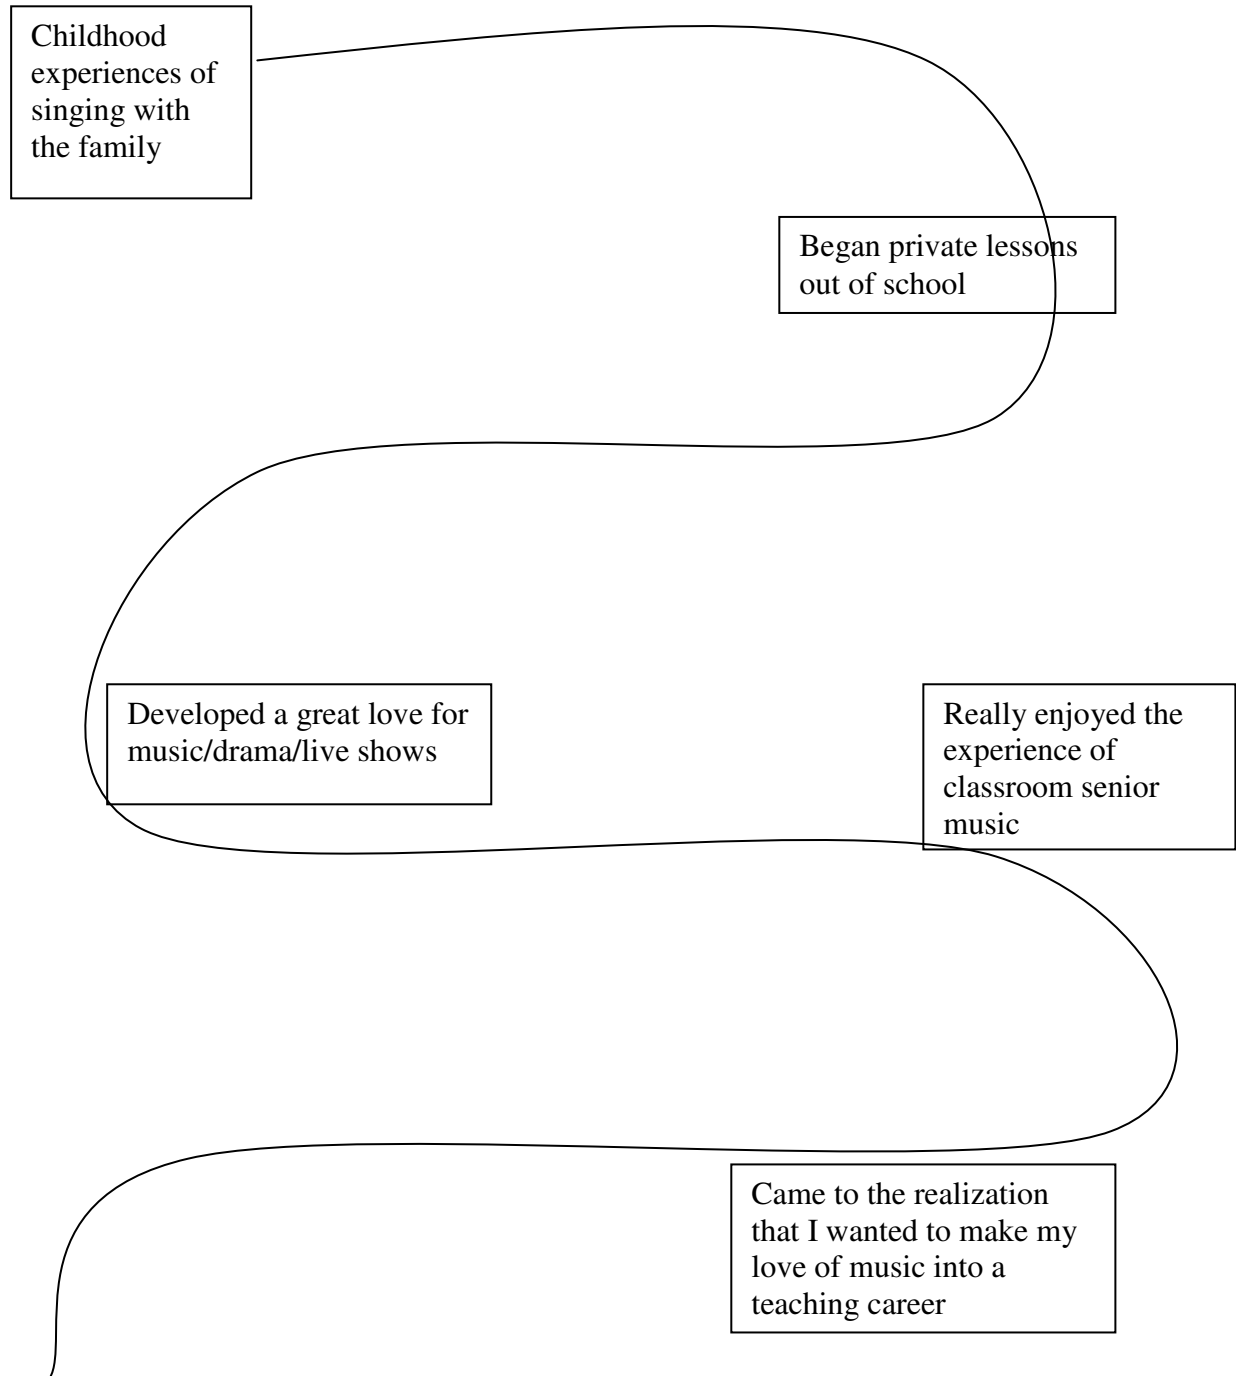 Childhood
experiences of
singing with
the family
Began private lessons
out of school
Developed a great love for
music/drama/live shows
Really enjoyed the
experience of
classroom senior
music
Came to the realization
that I wanted to make my
love of music into a
teaching career